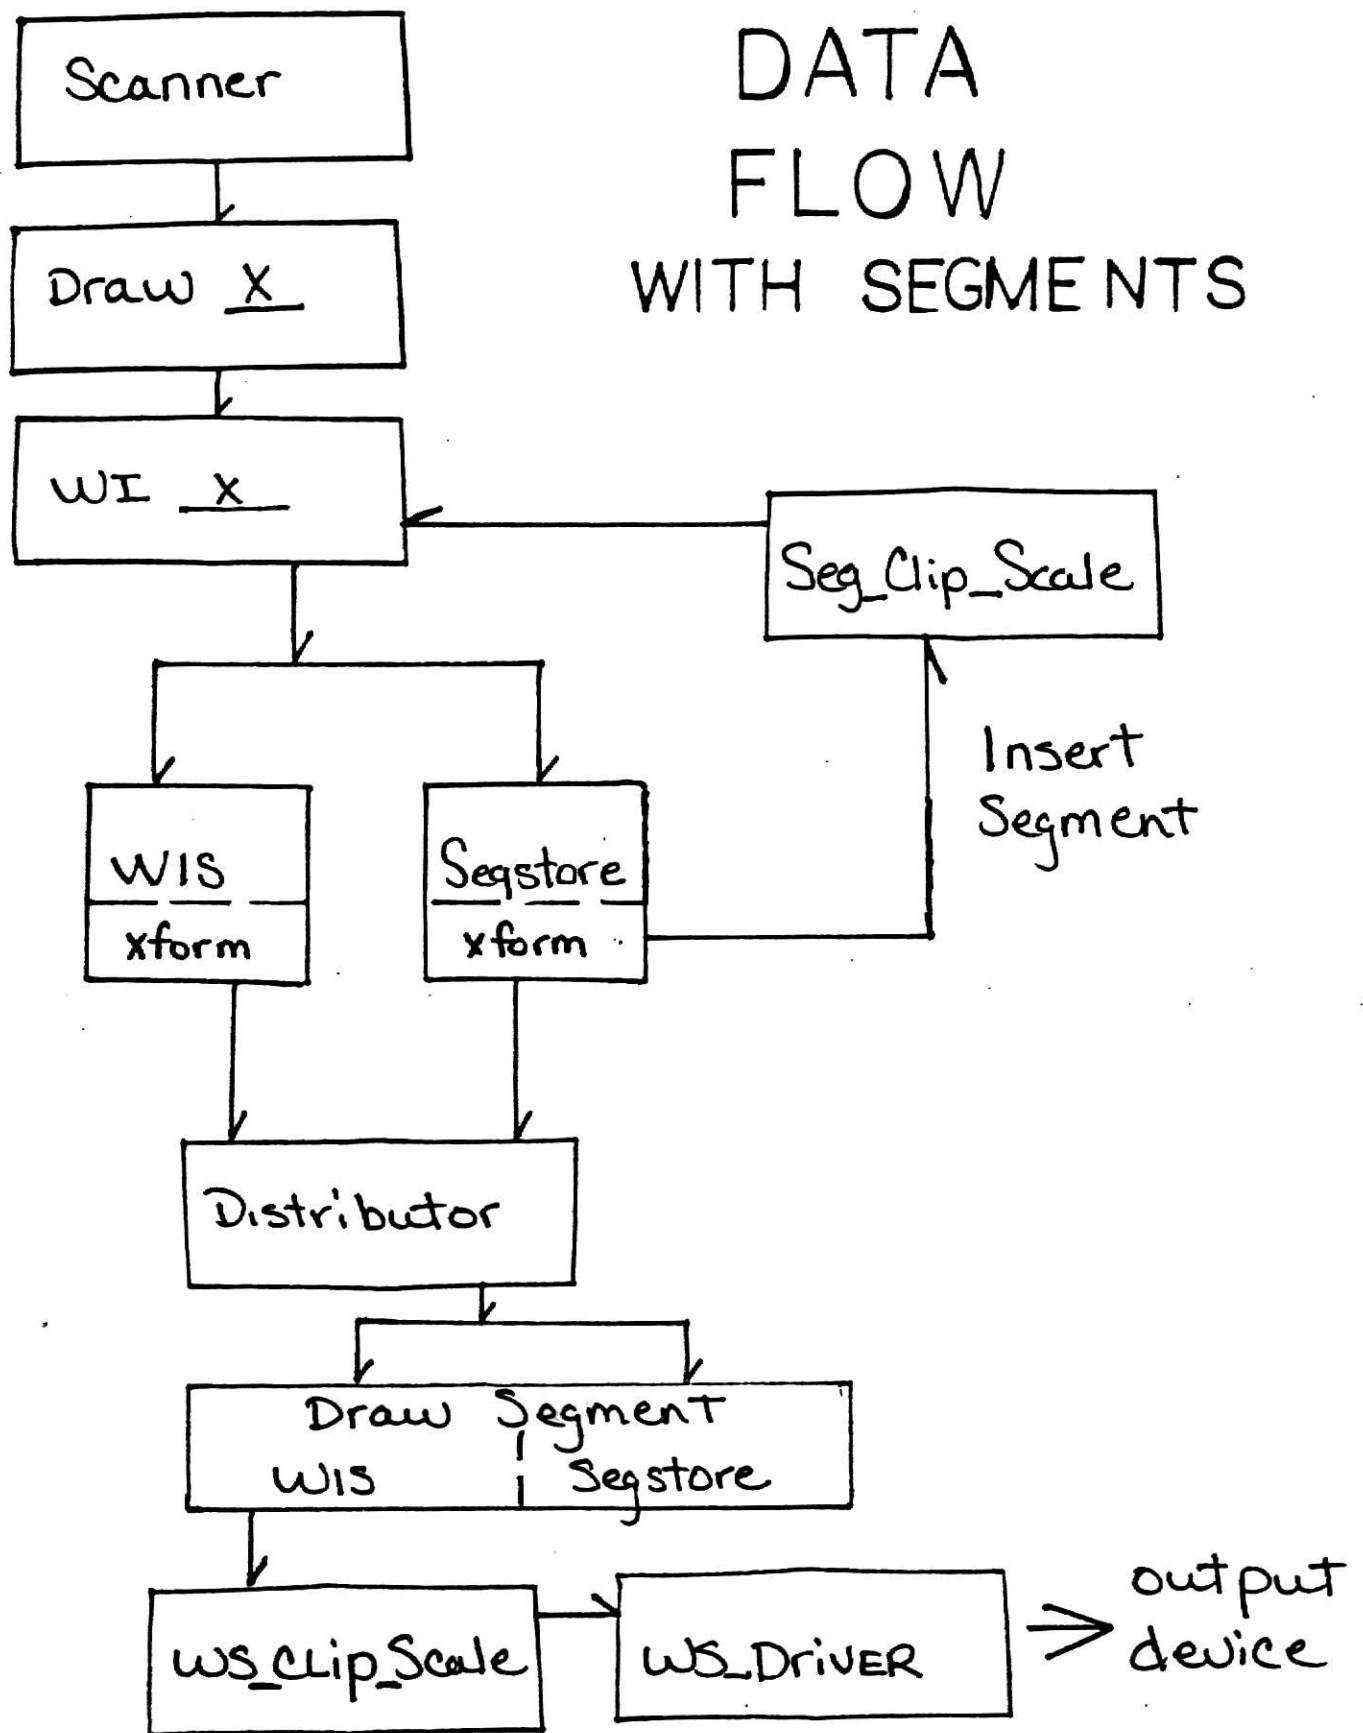 Scanner
DATA
FLOW
WITH SEGMENTS
Draw X
WI X
Seg_Clip_Scale
Insert
Segment
WIS
xform
Segstore
xform
Distributor
Draw Segment
WIS Segstore
WS_CLip_Scale
WS_DRiVER
output
device